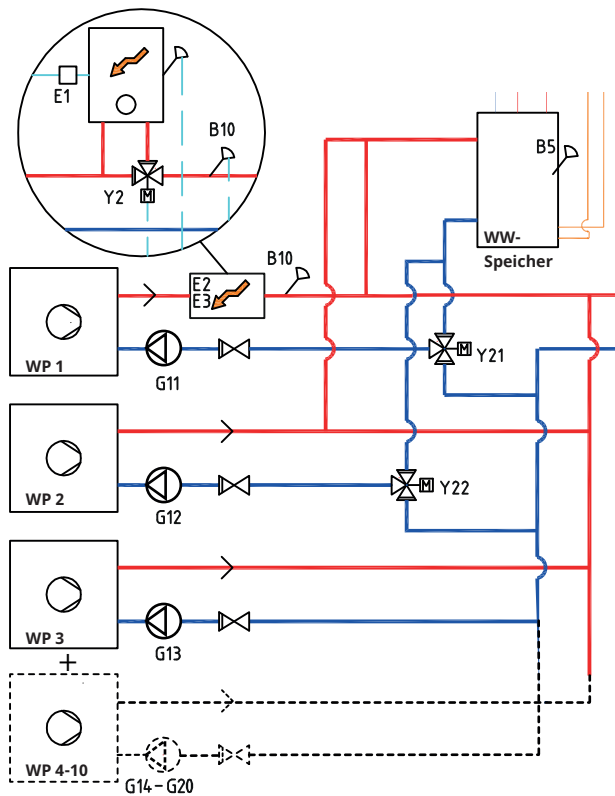 E1
B10
Y2
M
B5
WW-
Speicher
B10
E2
E3
WP 1
G11
M
Y21
WP 2
G12
M
Y22
WP 3
G13
+
WP 4-10
G14-G20